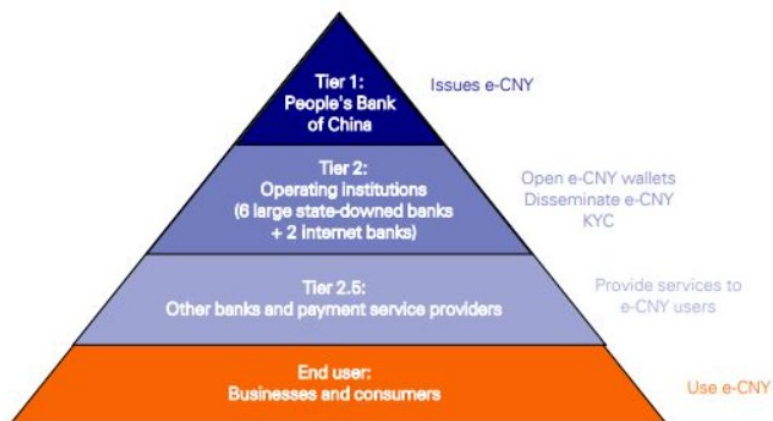 Tier 1:
People's Bank
of China
Issues e-CNY
Tier 2:
Operating institutions
(6 large state-downed banks
+ 2 internet banks)
Open e-CNY wallets
Disseminate e-CNY
KYC
Tier 2.5:
Other banks and payment service providers
Provide services to
e-CNY users
End user:
Businesses and consumers
Use e-CNY